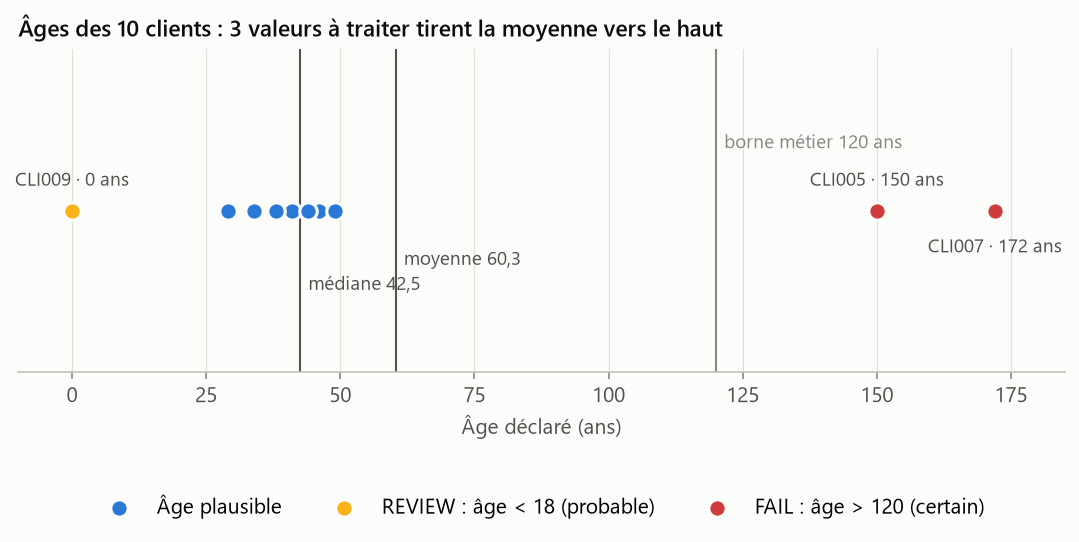 Âges des 10 clients : 3 valeurs à traiter tirent la moyenne vers le haut
borne métier 120 ans
CLI009 · 0 ans
CLI005 · 150 ans
CLI007 · 172 ans
moyenne 60,3
médiane 42,5
0 25 50 75 100 125 150 175
Âge déclaré (ans)
Âge plausible
REVIEW : âge < 18 (probable)
FAIL : âge > 120 (certain)